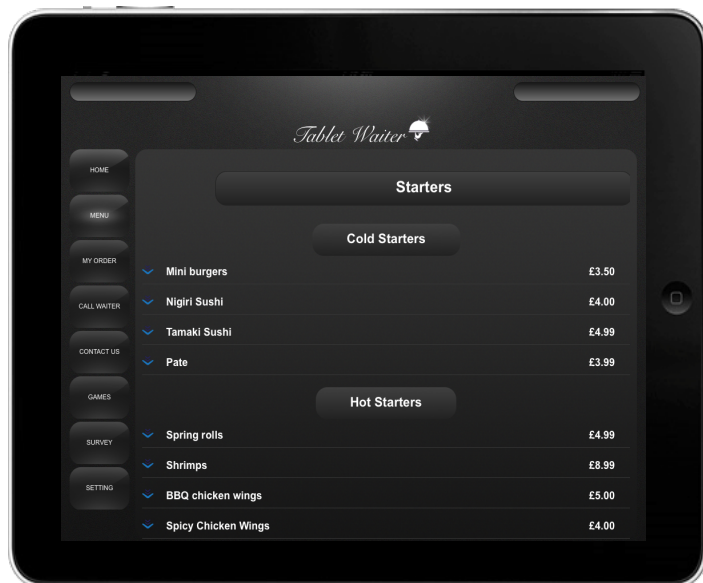 Tablet Waiter
HOME
MENU
MY ORDER
CALL WAITER
CONTACT US
GAMES
SURVEY
SETTING
Starters
Cold Starters
Mini burgers £3.50
Nigiri Sushi £4.00
Tamaki Sushi £4.99
Pate £3.99
Hot Starters
Spring rolls £4.99
Shrimps £8.99
BBQ chicken wings £5.00
Spicy Chicken Wings £4.00